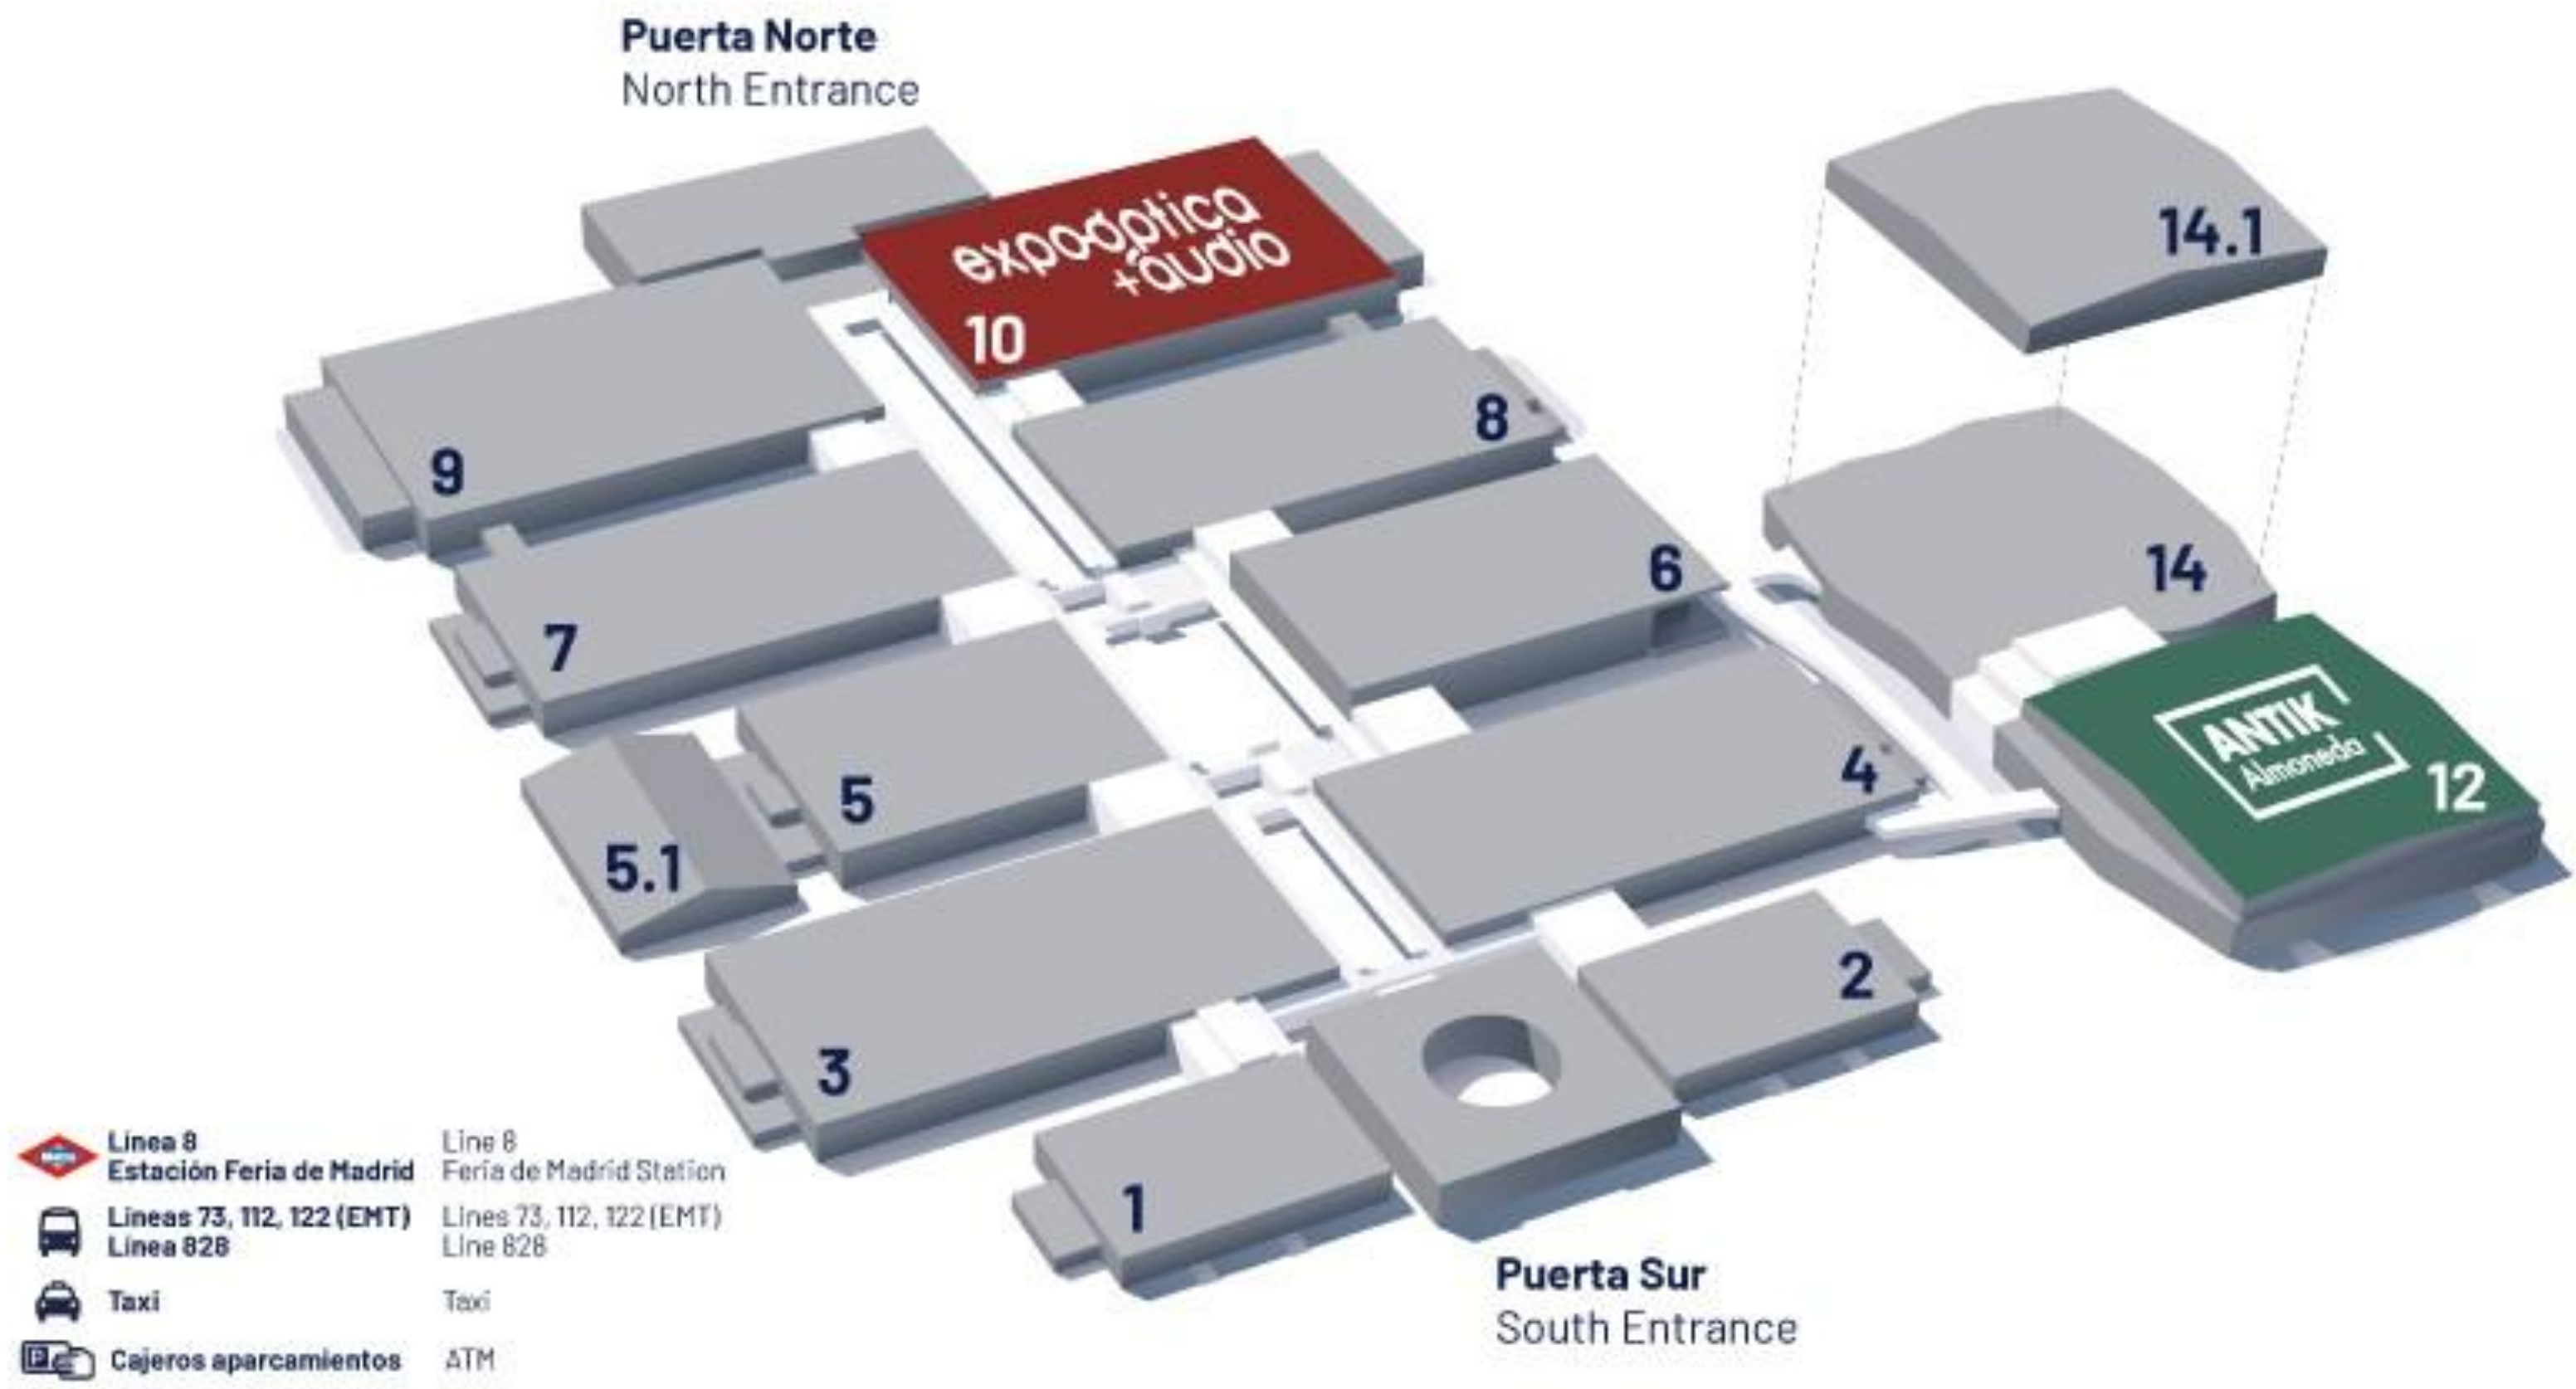 Puerta Norte
North Entrance
expoóptica
+audio
10
14.1
9
8
7
6
14
5
5.1
4
ANTIK
Almoneda
12
3
2
1
Puerta Sur
South Entrance
Línea 8 Line 8
Estación Feria de Madrid Feria de Madrid Station
Líneas 73, 112, 122 (EMT) Lines 73, 112, 122 (EMT)
Línea 828 Line 828
Taxi Taxi
P Cajeros aparcamientos ATM